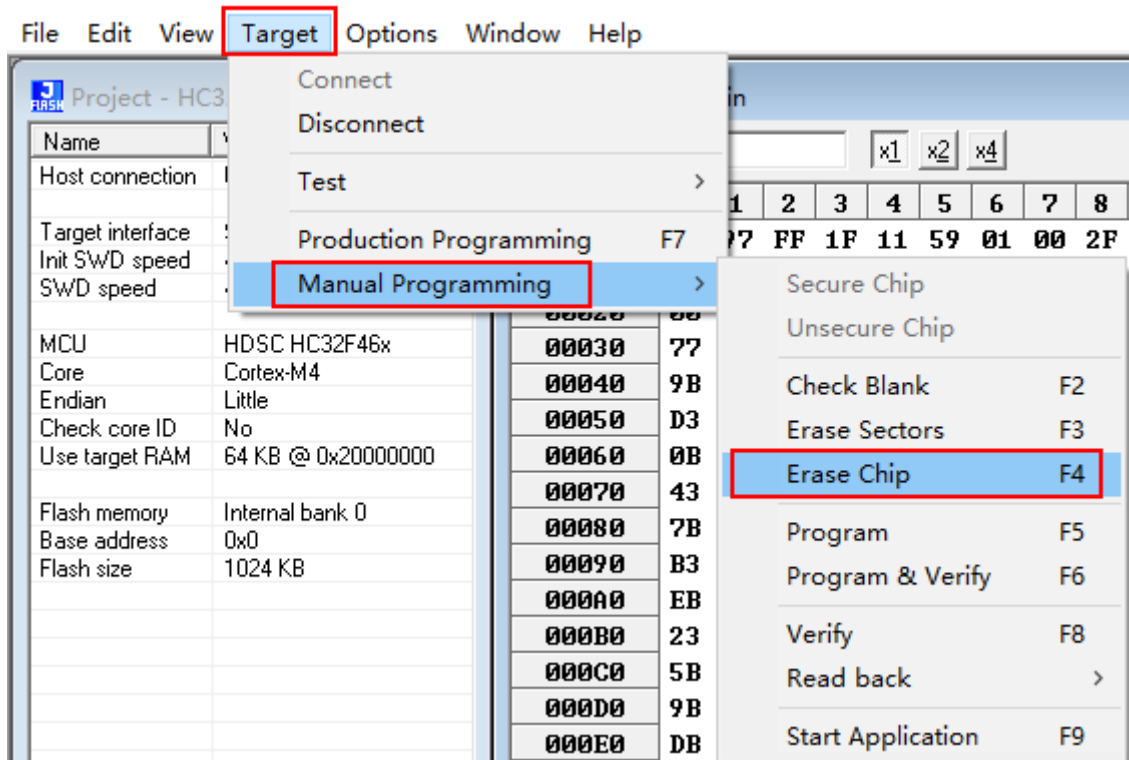 File Edit View Target Options Window Help
J FLASH Project - HC3 in
Connect
Disconnect
Test
Production Programming F7
Manual Programming
Name
Host connection
Target interface
Init SWD speed
SWD speed
MCU HDSC HC32F46x
Core Cortex-M4
Endian Little
Check core ID No
Use target RAM 64 KB @ 0x20000000
Flash memory Internal bank 0
Base address 0x0
Flash size 1024 KB
x1 x2 x4
1 2 3 4 5 6 7 8
FF 1F 11 59 01 00 2F
00030 77
00040 9B
00050 D3
00060 0B
00070 43
00080 7B
00090 B3
000A0 EB
000B0 23
000C0 5B
000D0 9B
000E0 DB
Secure Chip
Unsecure Chip
Check Blank F2
Erase Sectors F3
Erase Chip F4
Program F5
Program & Verify F6
Verify F8
Read back
Start Application F9